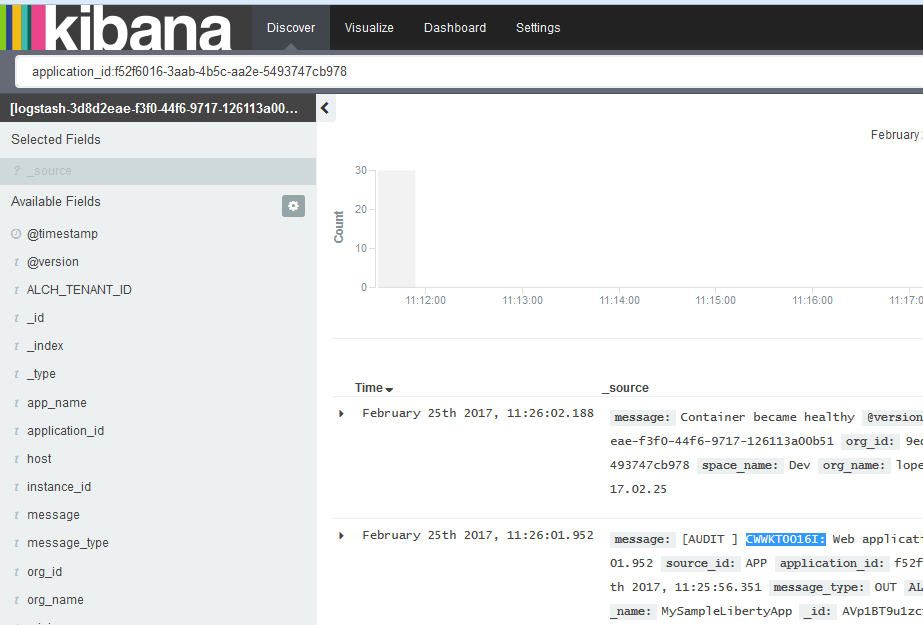 kibana
Discover Visualize Dashboard Settings
application_id:f52f6016-3aab-4b5c-aa2e-5493747cb978
[logstash-3d8d2eae-f3f0-44f6-9717-126113a00...
Selected Fields
? _source
Available Fields
@timestamp
t @version
t ALCH_TENANT_ID
t _id
t _index
t _type
t app_name
t application_id
t host
t instance_id
t message
t message_type
t org_id
t org_name
February
Count
30
20
10
0
11:12:00 11:13:00 11:14:00 11:15:00 11:16:00 11:17:0
Time _source
February 25th 2017, 11:26:02.188 message: Container became healthy @version
eae-f3f0-44f6-9717-126113a00b51 org_id: 9ed
493747cb978 space_name: Dev org_name: lope
17.02.25
February 25th 2017, 11:26:01.952 message: [AUDIT ] CWWKT0016I: Web applicat
01.952 source_id: APP application_id: f52f
th 2017, 11:25:56.351 message_type: OUT AL
_name: MySampleLibertyApp _id: AVp1BT9u1zc